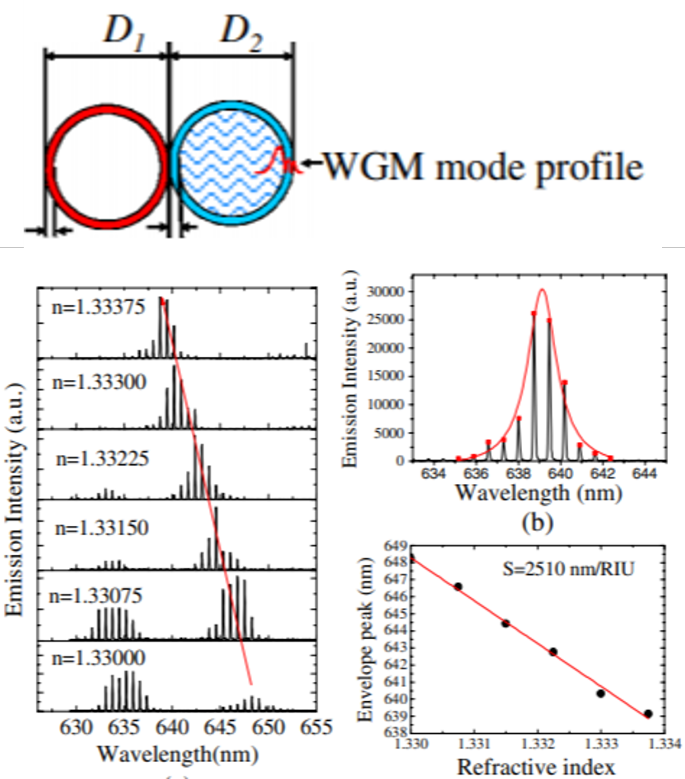 D1 D2
WGM mode profile
Emission Intensity (a.u.)
n=1.33375
n=1.33300
n=1.33225
n=1.33150
n=1.33075
n=1.33000
630 635 640 645 650 655
Wavelength(nm)
Emission Intensity (a.u.)
30000
25000
20000
15000
10000
5000
0
634 636 638 640 642 644
Wavelength (nm)
(b)
Envelope peak (nm)
649
648
647
646
645
644
643
642
641
640
639
638
S=2510 nm/RIU
1.330 1.331 1.332 1.333 1.334
Refractive index